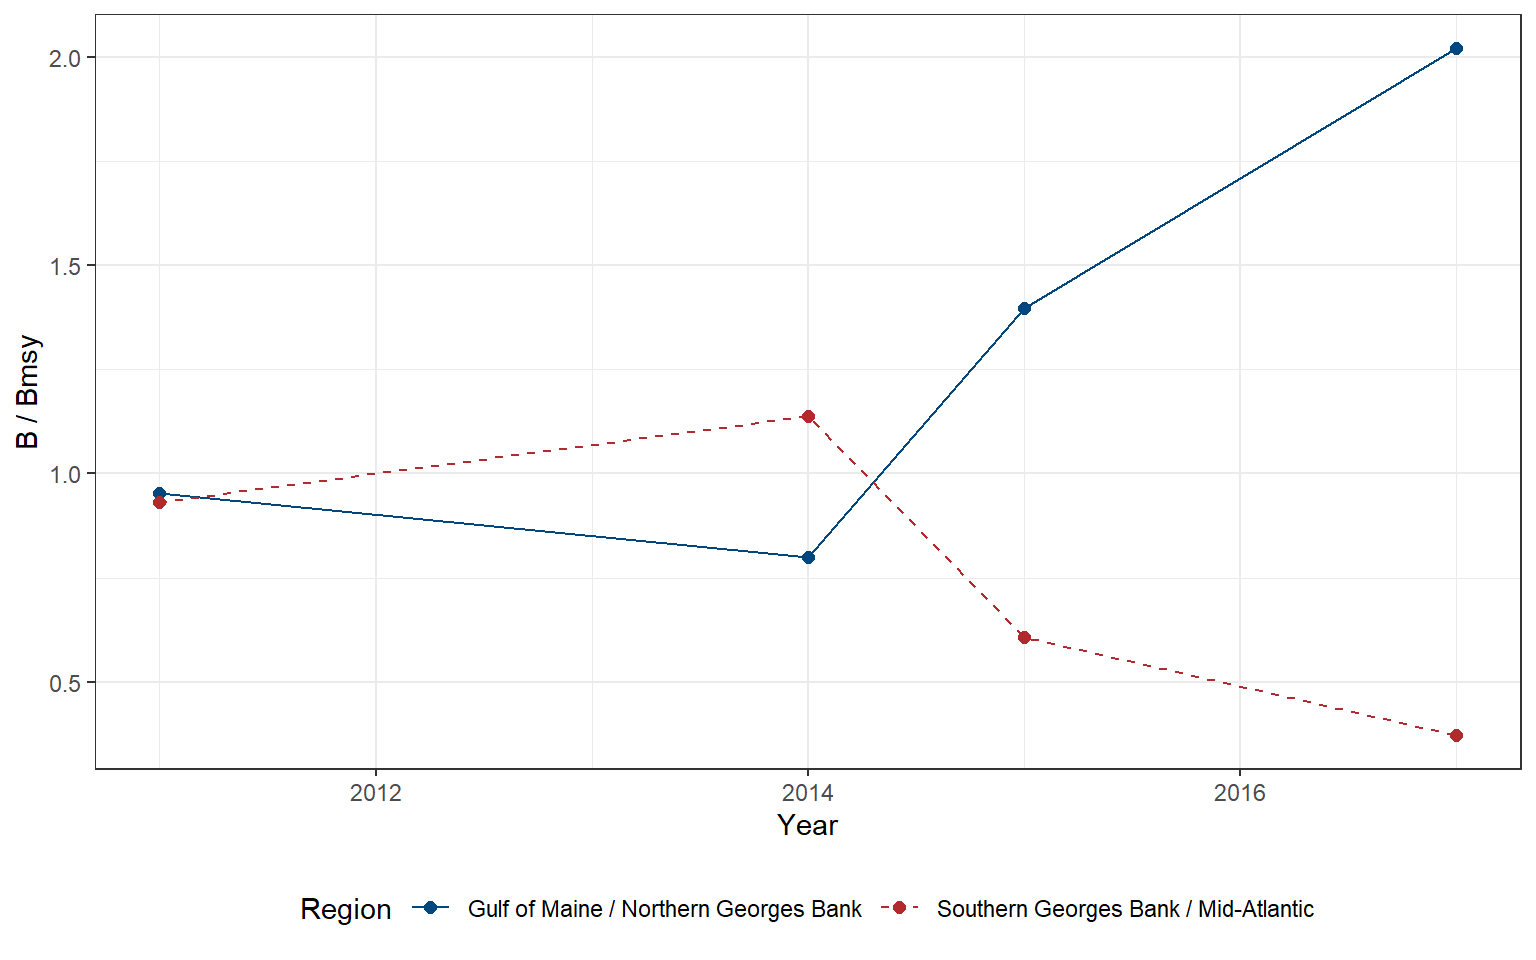 2.0
1.5
1.0
0.5
B / Bmsy
2012 2014 2016
Year
Region Gulf of Maine / Northern Georges Bank Southern Georges Bank / Mid-Atlantic